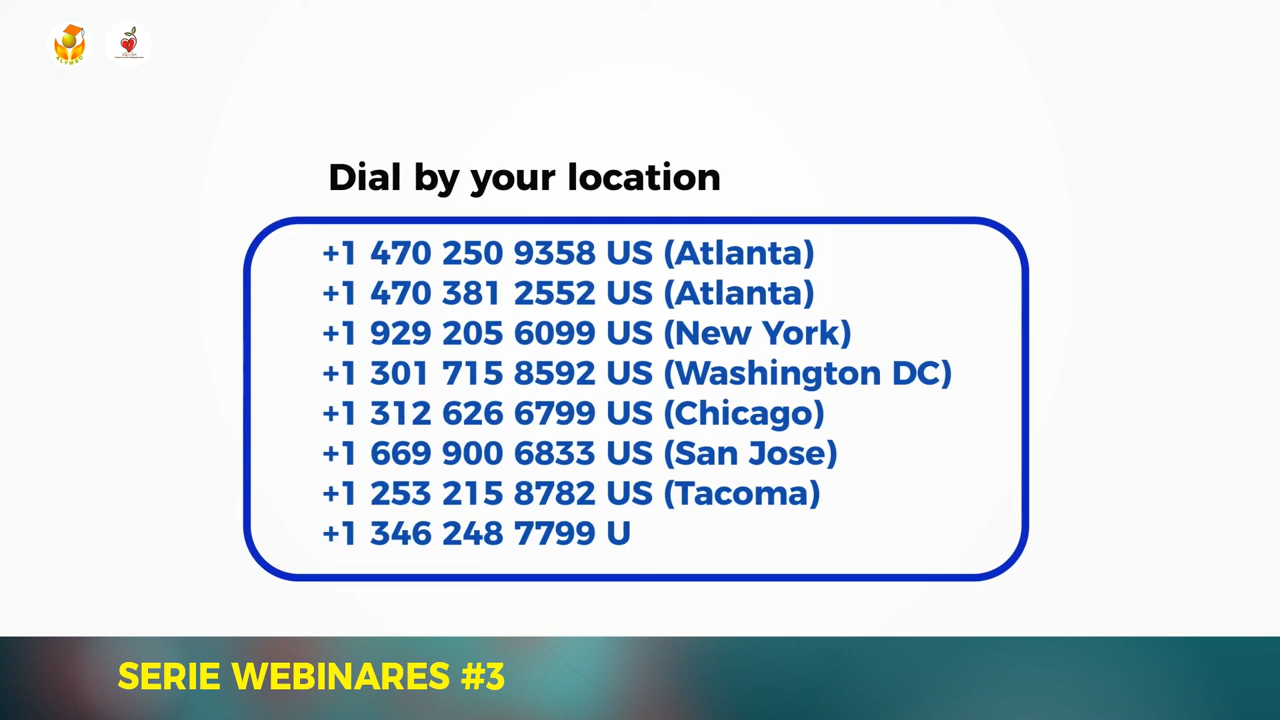 Dial by your location
+1 470 250 9358 US (Atlanta)
+1 470 381 2552 US (Atlanta)
+1 929 205 6099 US (New York)
+1 301 715 8592 US (Washington DC)
+1 312 626 6799 US (Chicago)
+1 669 900 6833 US (San Jose)
+1 253 215 8782 US (Tacoma)
+1 346 248 7799 U
SERIE WEBINARES #3